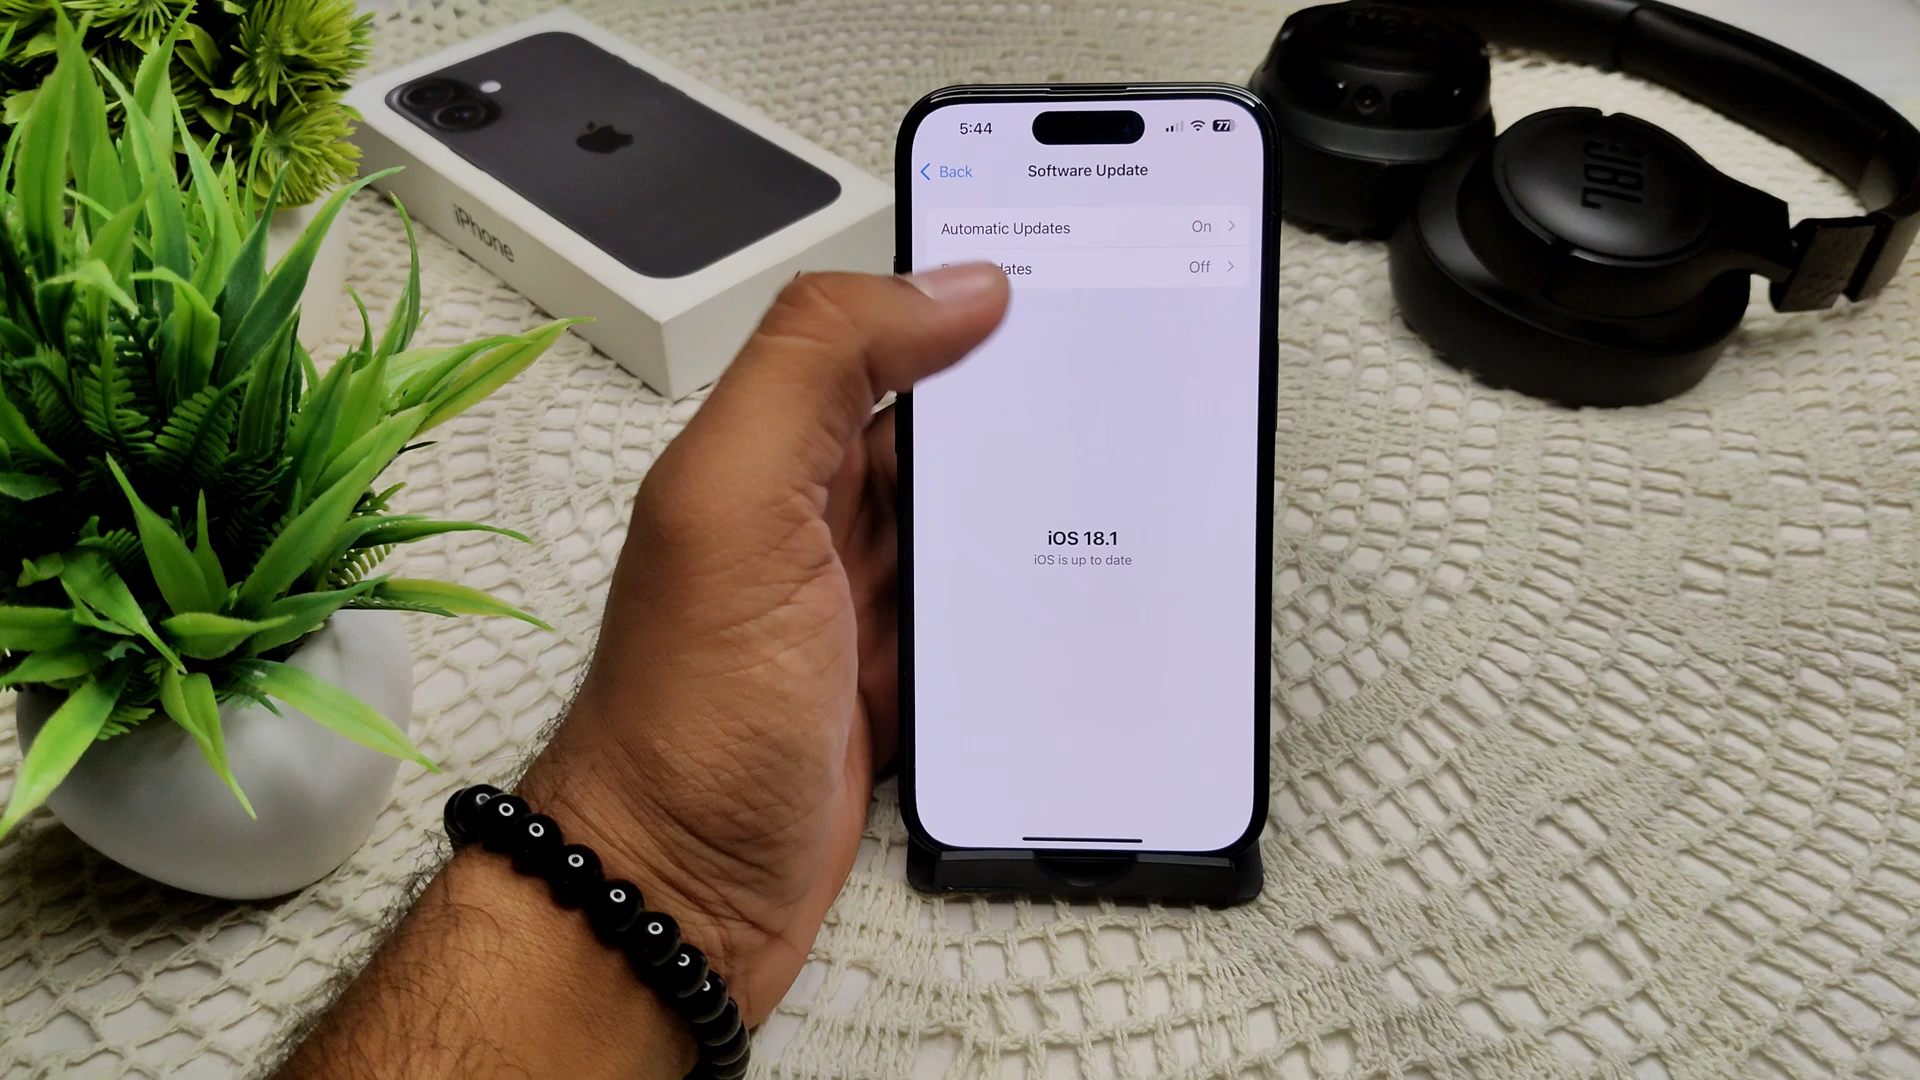 iPhone
JBL
5:44
77
Back
Software Update
Automatic Updates
On
dates
Off
iOS 18.1
iOS is up to date